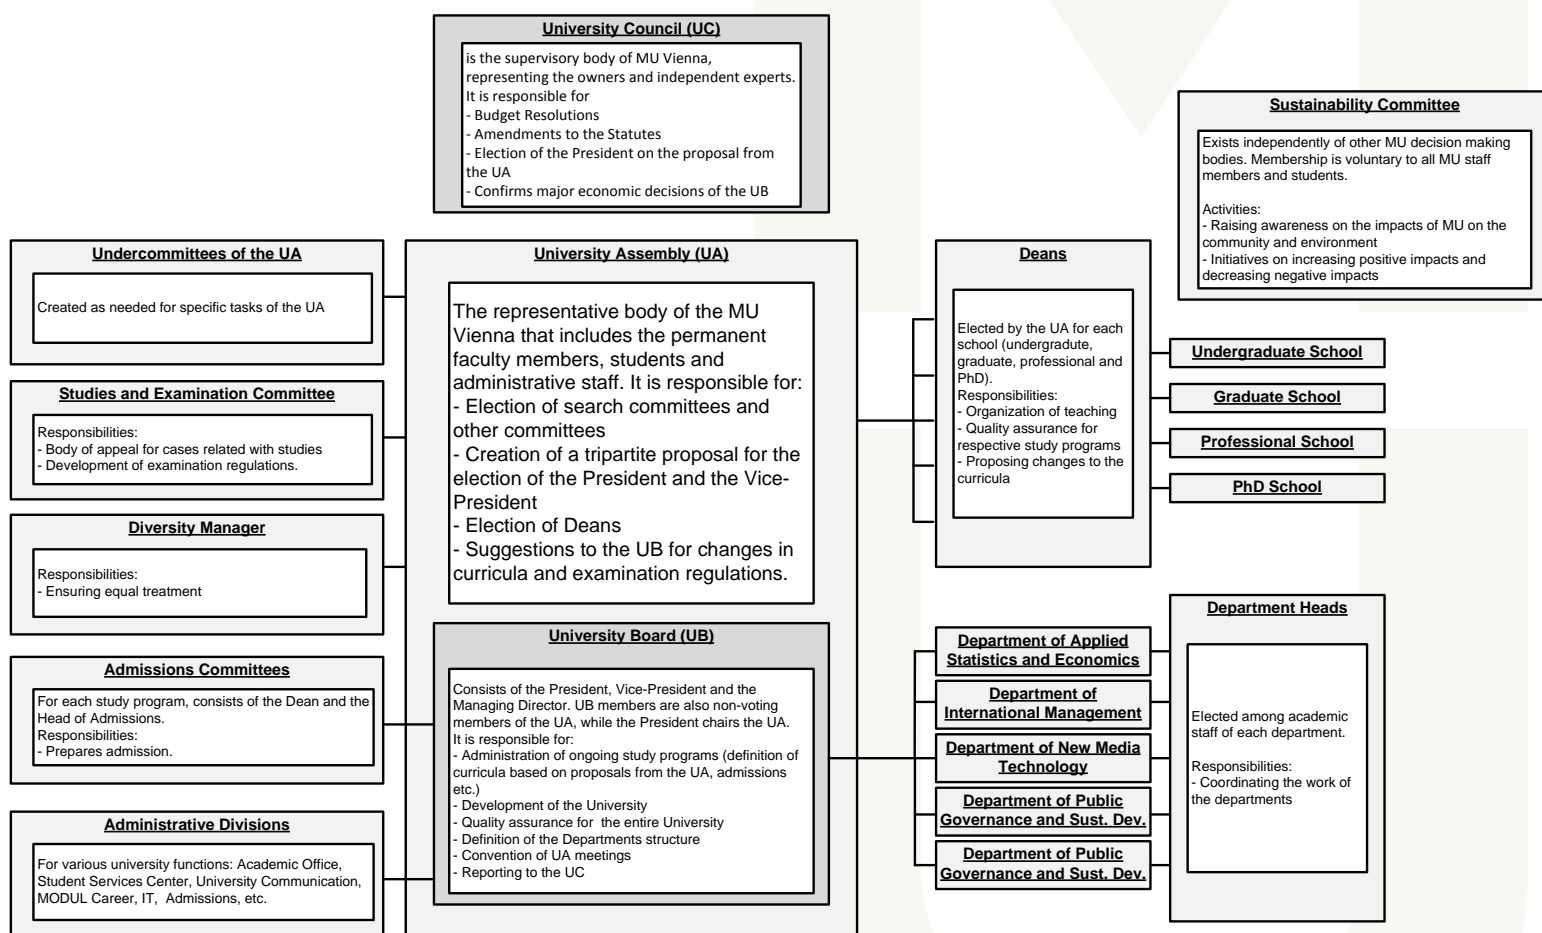 University Council (UC)
is the supervisory body of MU Vienna,
representing the owners and independent experts.
It is responsible for
- Budget Resolutions
- Amendments to the Statutes
- Election of the President on the proposal from
the UA
- Confirms major economic decisions of the UB
Sustainability Committee
Exists independently of other MU decision making
bodies. Membership is voluntary to all MU staff
members and students.
Activities:
- Raising awareness on the impacts of MU on the
community and environment
- Initiatives on increasing positive impacts and
decreasing negative impacts
Undercommittees of the UA
Created as needed for specific tasks of the UA
Studies and Examination Committee
Responsibilities:
- Body of appeal for cases related with studies
- Development of examination regulations.
Diversity Manager
Responsibilities:
- Ensuring equal treatment
Admissions Committees
For each study program, consists of the Dean and the
Head of Admissions.
Responsibilities:
- Prepares admission.
Administrative Divisions
For various university functions: Academic Office,
Student Services Center, University Communication,
MODUL Career, IT,  Admissions, etc.
University Assembly (UA)
The representative body of the MU
Vienna that includes the permanent
faculty members, students and
administrative staff. It is responsible for:
- Election of search committees and
other committees
- Creation of a tripartite proposal for the
election of the President and the Vice-
President
- Election of Deans
- Suggestions to the UB for changes in
curricula and examination regulations.
University Board (UB)
Consists of the President, Vice-President and the
Managing Director. UB members are also non-voting
members of the UA, while the President chairs the UA.
It is responsible for:
- Administration of ongoing study programs (definition of
curricula based on proposals from the UA, admissions
etc.)
- Development of the University
- Quality assurance for  the entire University
- Definition of the Departments structure
- Convention of UA meetings
- Reporting to the UC
Deans
Elected by the UA for each
school (undergradute,
graduate, professional and
PhD).
Responsibilities:
- Organization of teaching
- Quality assurance for
respective study programs
- Proposing changes to the
curricula
Undergraduate School
Graduate School
Professional School
PhD School
Department of Applied
Statistics and Economics
Department of
International Management
Department of New Media
Technology
Department of Public
Governance and Sust. Dev.
Department of Public
Governance and Sust. Dev.
Department Heads
Elected among academic
staff of each department.
Responsibilities:
- Coordinating the work of
the departments